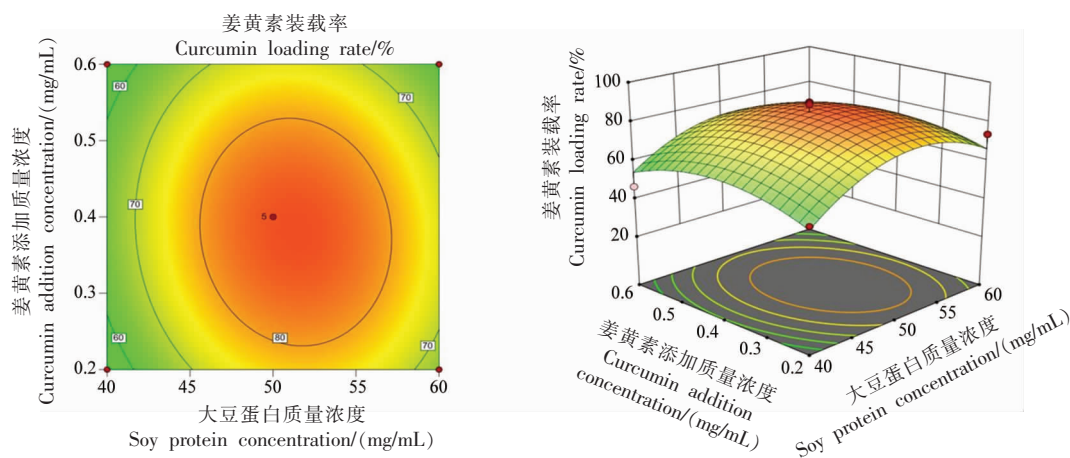 姜黄素装载率
Curcumin loading rate/%
姜黄素添加质量浓度
Curcumin addition concentration/(mg/mL)
0.6
0.5
0.4
0.3
0.2
60
70
70
5
60
80
70
40
45
50
55
60
大豆蛋白质量浓度
Soy protein concentration/(mg/mL)
姜黄素装载率
Curcumin loading rate/%
100
80
60
40
20
0.6
0.5
0.4
0.3
0.2
40
45
50
55
60
姜黄素添加质量浓度
Curcumin addition
concentration/(mg/mL)
大豆蛋白质量浓度
Soy protein concentration/(mg/mL)